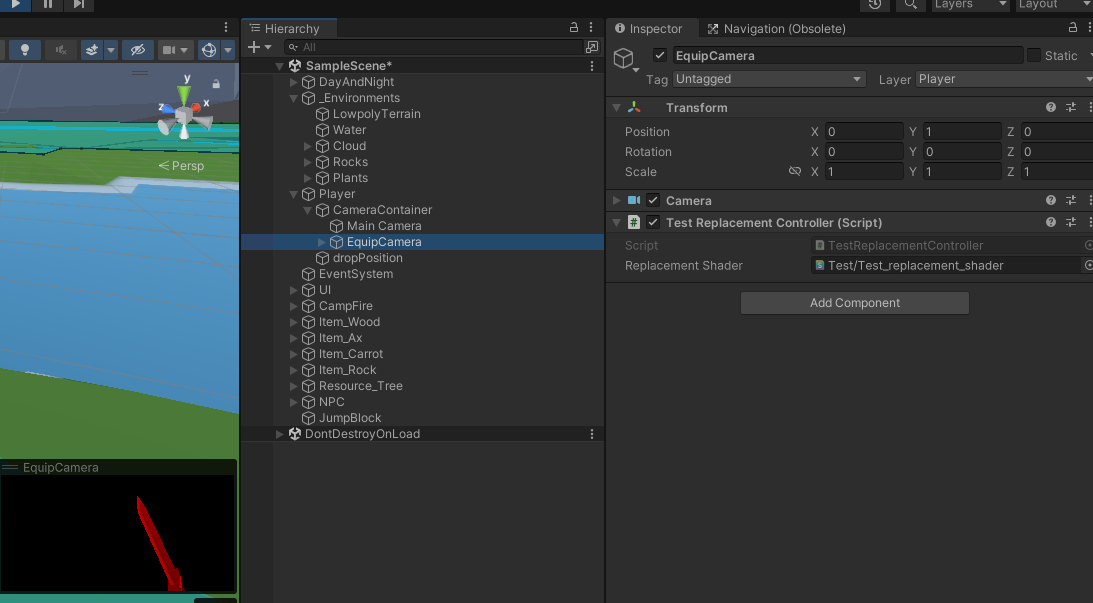 Layers
Layout
y
z
x
Persp
EquipCamera
Hierarchy
All
SampleScene*
DayAndNight
_Environments
LowpolyTerrain
Water
Cloud
Rocks
Plants
Player
CameraContainer
Main Camera
EquipCamera
dropPosition
EventSystem
UI
CampFire
Item_Wood
Item_Ax
Item_Carrot
Item_Rock
Resource_Tree
NPC
JumpBlock
DontDestroyOnLoad
Inspector Navigation (Obsolete)
EquipCamera Static
Tag Untagged Layer Player
Transform
Position X 0 Y 1 Z 0
Rotation X 0 Y 0 Z 0
Scale X 1 Y 1 Z 1
Camera
# Test Replacement Controller (Script)
Script TestReplacementController
Replacement Shader Test/Test_replacement_shader
Add Component